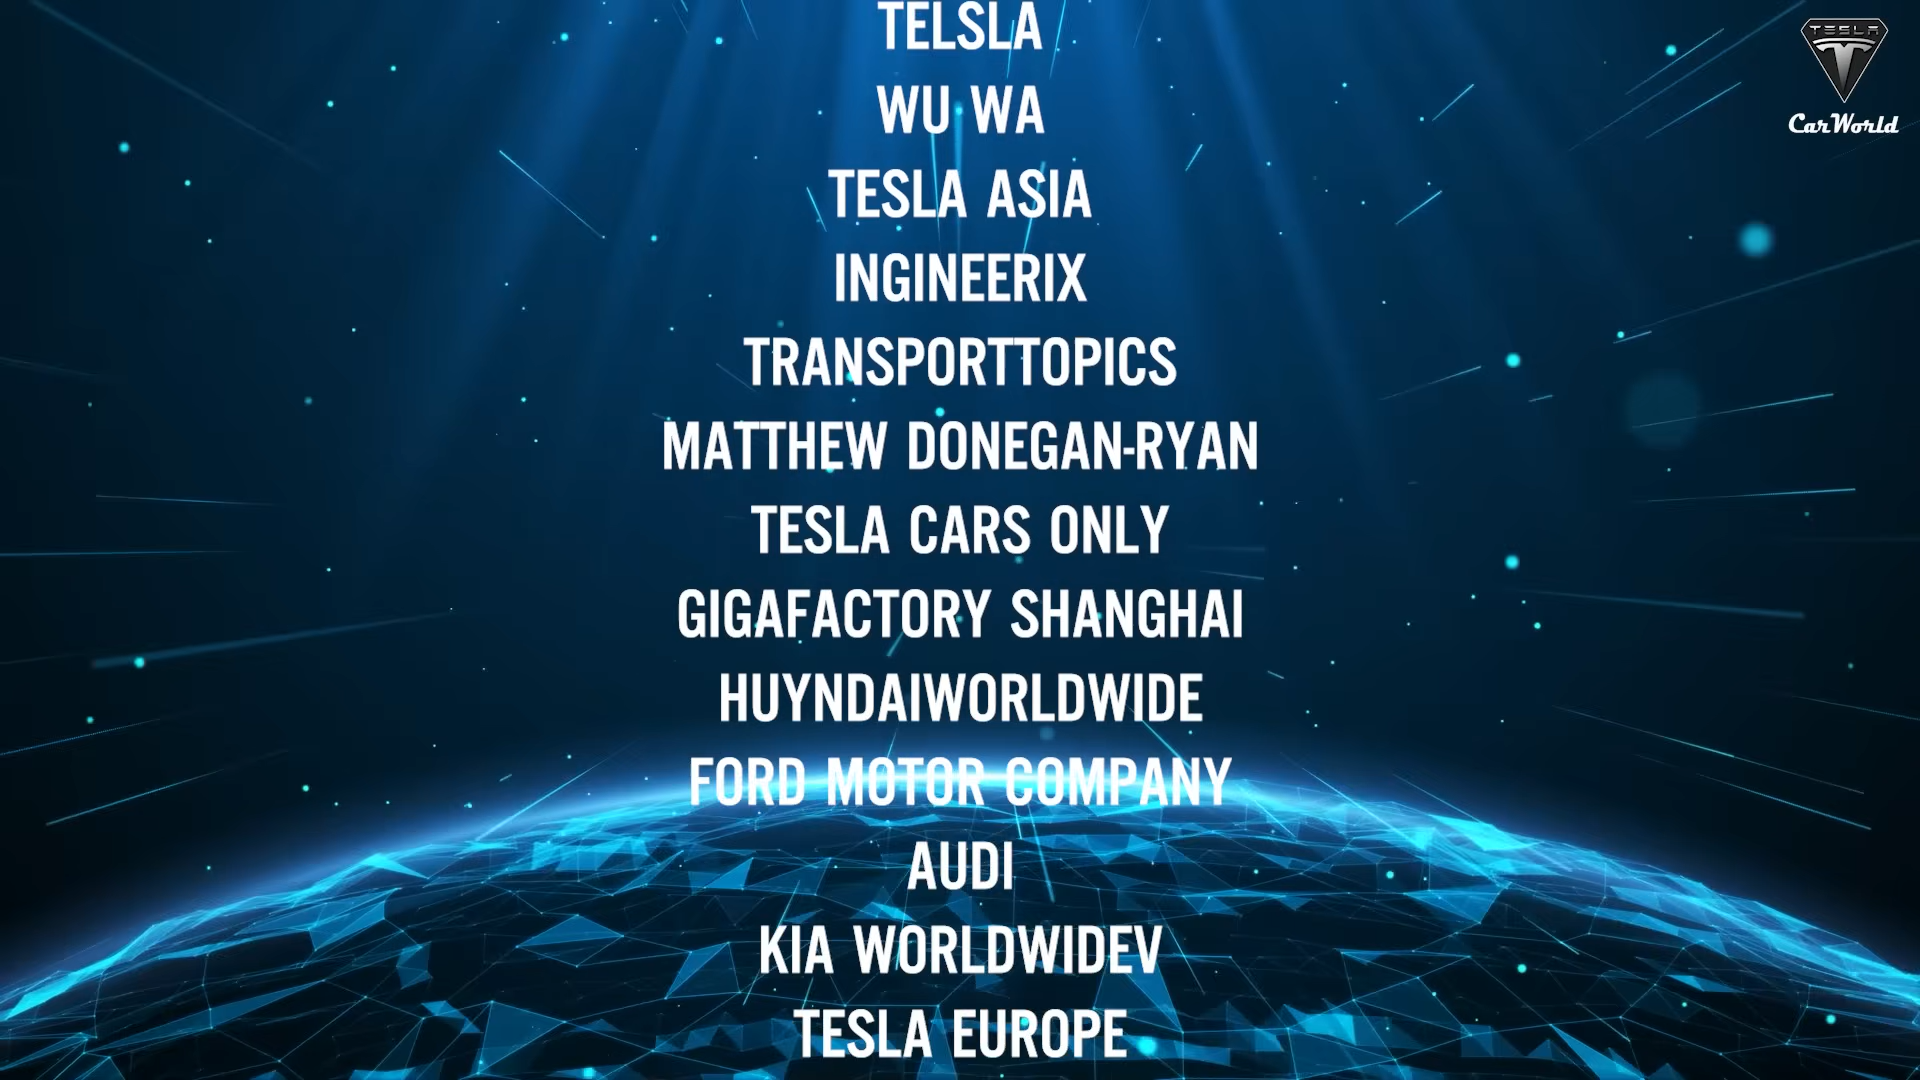 TELSLA
WU WA
TESLA ASIA
INGINEERIX
TRANSPORTTOPICS
MATTHEW DONEGAN-RYAN
TESLA CARS ONLY
GIGAFACTORY SHANGHAI
HUYNDAIWORLDWIDE
FORD MOTOR COMPANY
AUDI
KIA WORLDWIDEV
TESLA EUROPE
TESLA
CarWorld